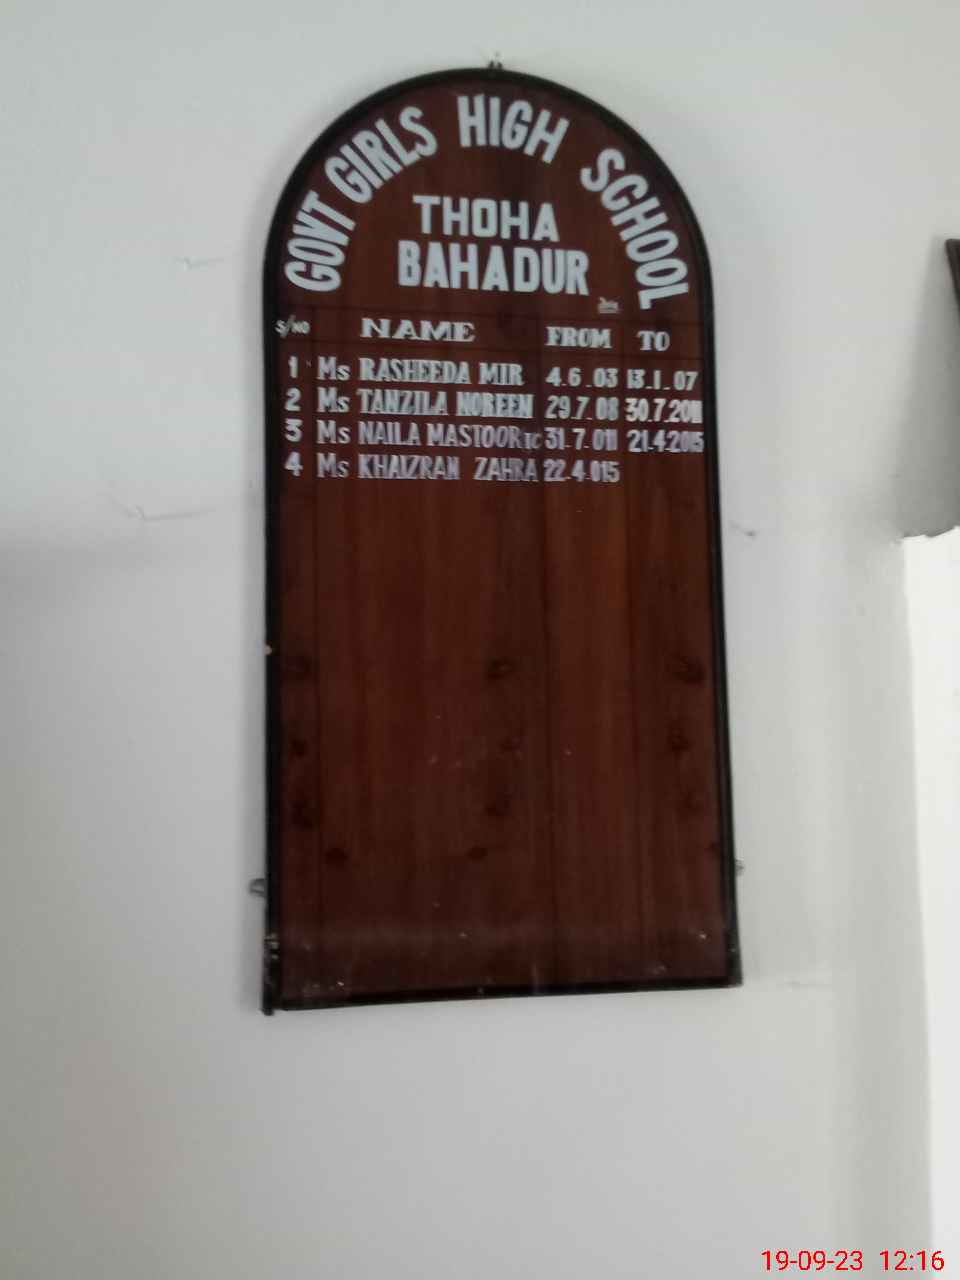 GOVT GIRLS HIGH SCHOOL
THOHA
BAHADUR
S/NO NAME FROM TO
1 Ms RASHEEDA MIR 4.6.03 13.1.07
2 Ms TANZILA NOREEN 29.7.08 30.7.2011
3 Ms NAILA MASTOOR IC 31.7.011 21.4.2015
4 Ms KHAIZRAN ZAHRA 22.4.015
19-09-23 12:16